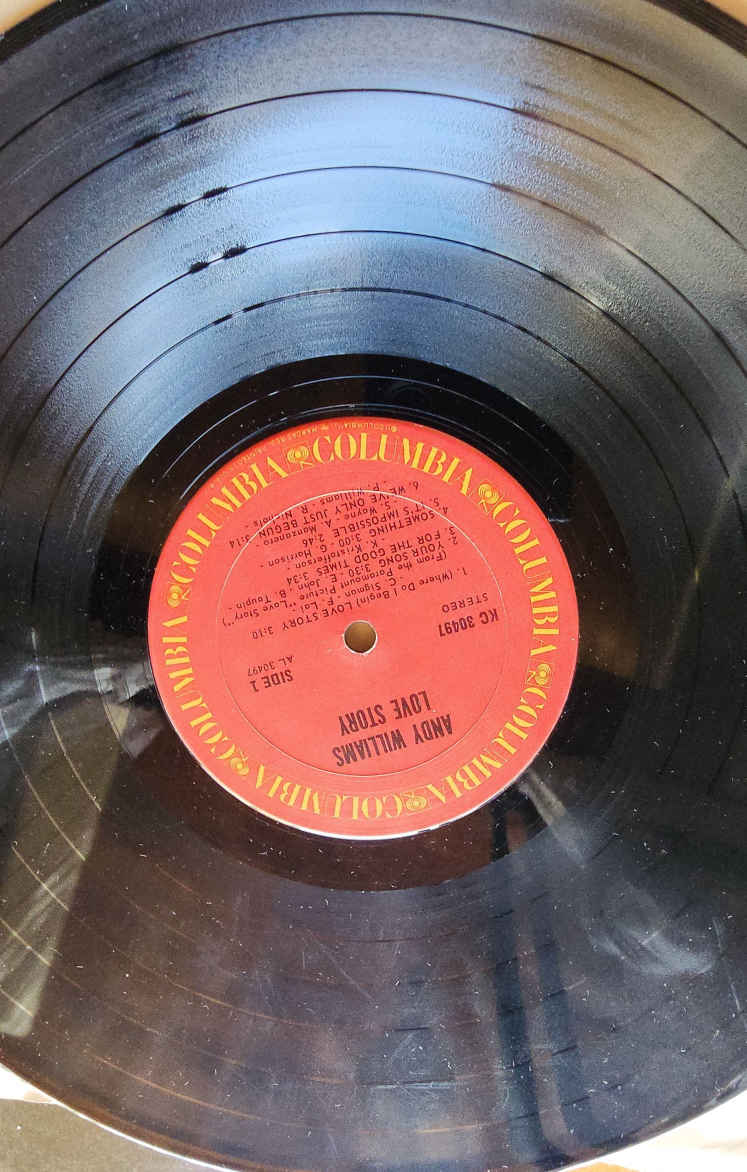 COLUMBIA COLUMBIA COLUMBIA COLUMBIA COLUMBIA COLUMBIA
ANDY WILLIAMS
LOVE STORY
SIDE 1
AL 30497
KC 30497
STEREO
1. (Where Do I Begin) LOVE STORY 3:10
- C. Sigman - F. Lai -
(From the Paramount Picture "Love Story")
2. YOUR SONG 3:30 - E. John - B. Taupin -
3. FOR THE GOOD TIMES 3:34
- K. Kristofferson -
4. SOMETHING 3:00 - G. Harrison -
5. IT'S IMPOSSIBLE 2:46
- S. Wayne - A. Manzanero -
6. WE'VE ONLY JUST BEGUN 3:14
- P. Williams - R. Nichols -